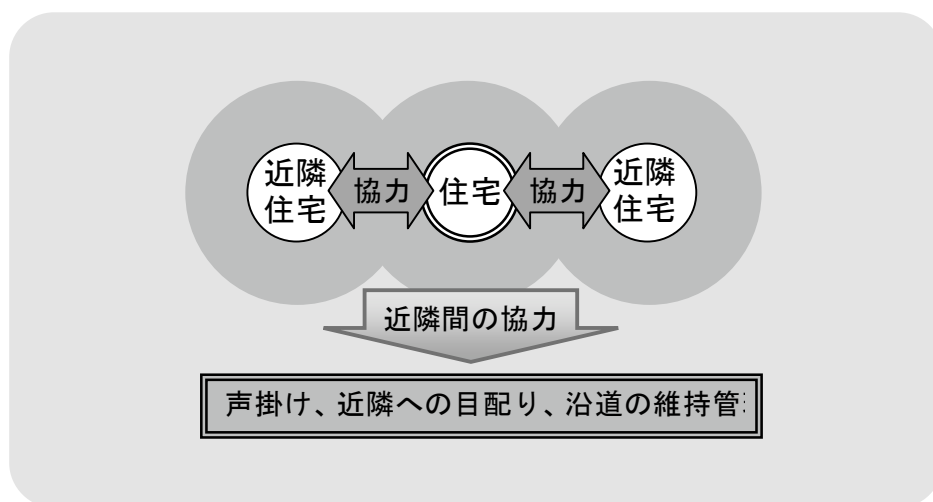 近隣
住宅
協力
住宅
協力
近隣
住宅
近隣間の協力
声掛け、近隣への目配り、沿道の維持管